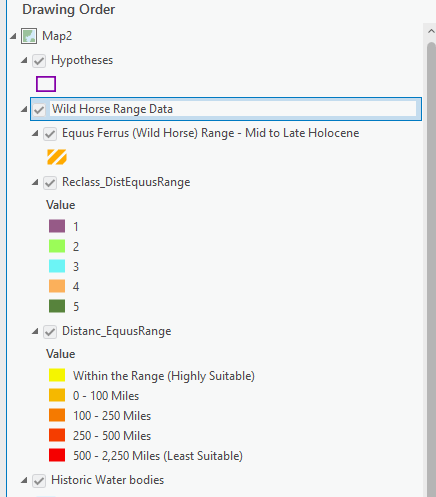 Drawing Order
Map2
Hypotheses
Wild Horse Range Data
Equus Ferrus (Wild Horse) Range - Mid to Late Holocene
Reclass_DistEquusRange
Value
1
2
3
4
5
Distanc_EquusRange
Value
Within the Range (Highly Suitable)
0 - 100 Miles
100 - 250 Miles
250 - 500 Miles
500 - 2,250 Miles (Least Suitable)
Historic Water bodies